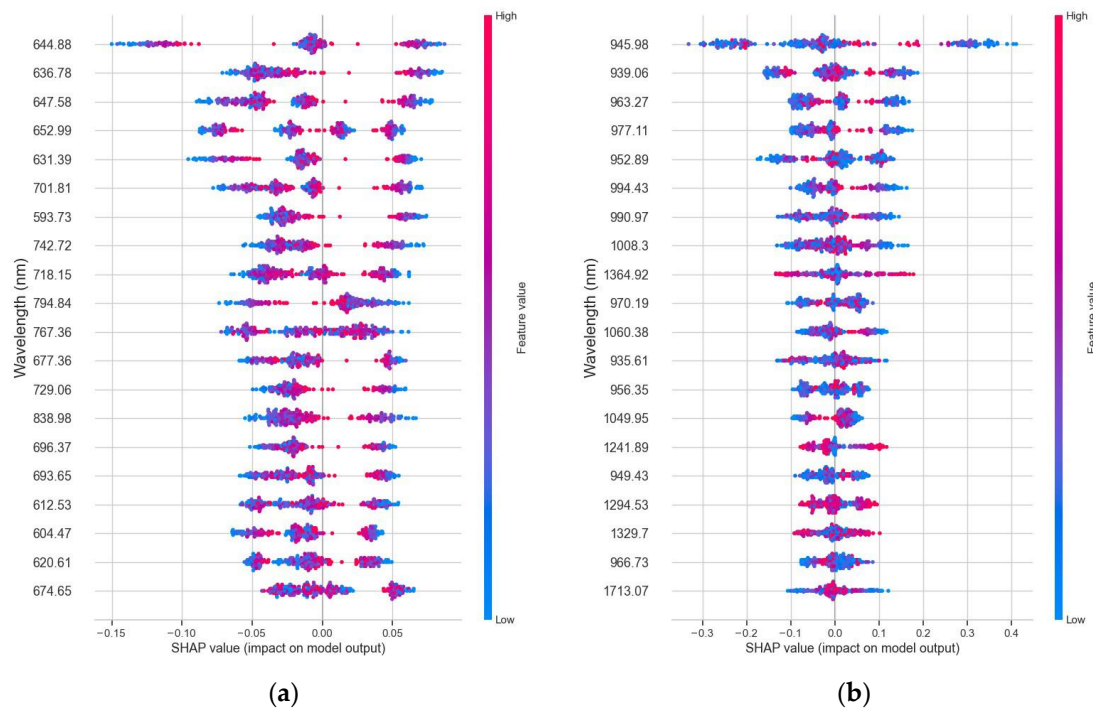 High
644.88
636.78
647.58
652.99
631.39
701.81
593.73
742.72
718.15
794.84
767.36
677.36
729.06
838.98
696.37
693.65
612.53
604.47
620.61
674.65
Wavelength (nm)
Feature value
Low
−0.15 −0.10 −0.05 0.00 0.05
SHAP value (impact on model output)
(a)
High
945.98
939.06
963.27
977.11
952.89
994.43
990.97
1008.3
1364.92
970.19
1060.38
935.61
956.35
1049.95
1241.89
949.43
1294.53
1329.7
966.73
1713.07
Wavelength (nm)
Feature value
Low
−0.3 −0.2 −0.1 0.0 0.1 0.2 0.3 0.4
SHAP value (impact on model output)
(b)